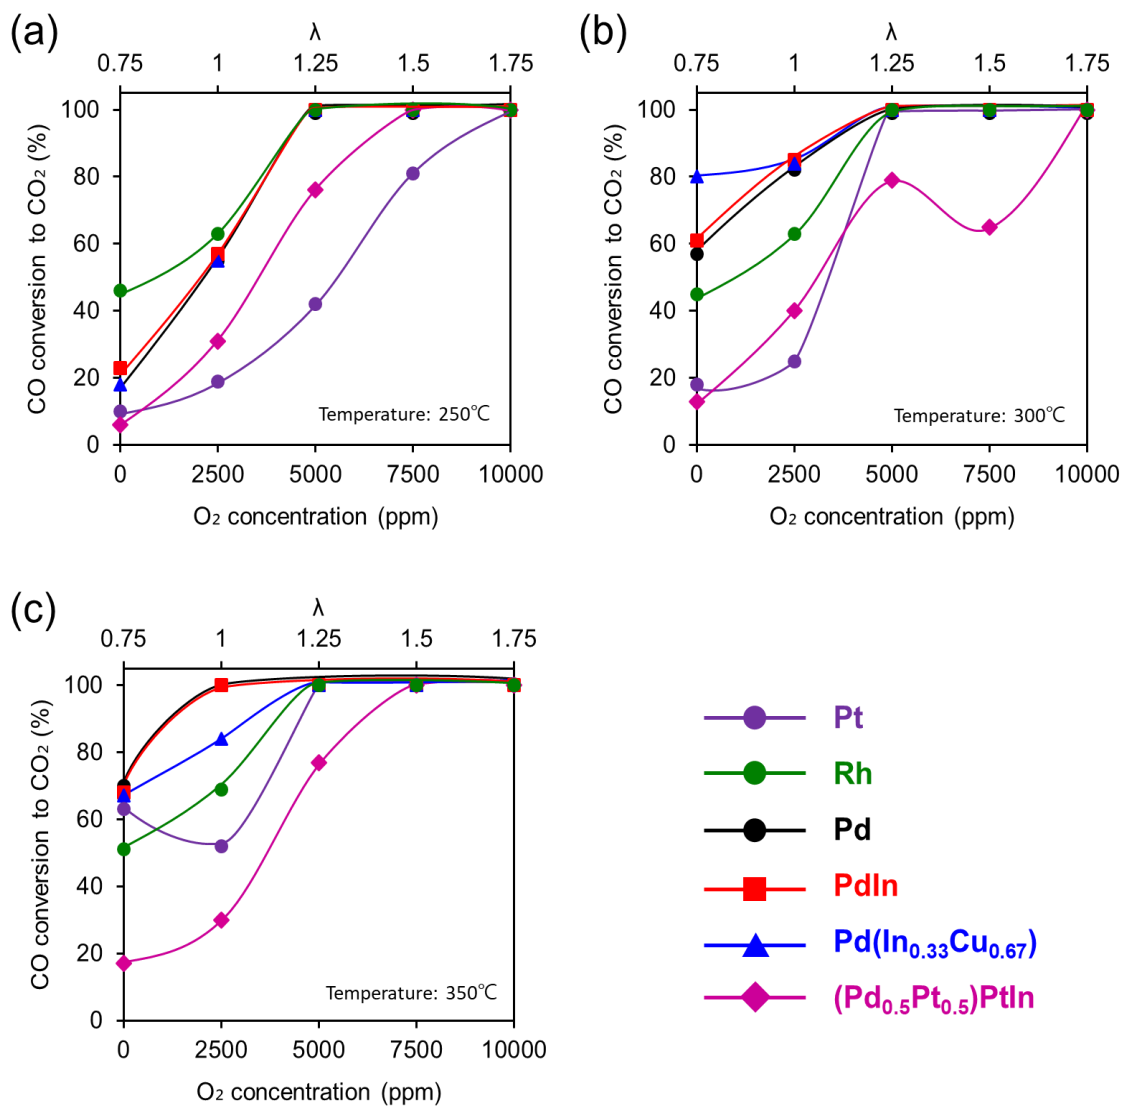 (a)
λ
0.75 1 1.25 1.5 1.75
CO conversion to CO₂ (%)
100
80
60
40
20
0
Temperature: 250℃
0 2500 5000 7500 10000
O₂ concentration (ppm)
(b)
λ
0.75 1 1.25 1.5 1.75
CO conversion to CO₂ (%)
100
80
60
40
20
0
Temperature: 300℃
0 2500 5000 7500 10000
O₂ concentration (ppm)
(c)
λ
0.75 1 1.25 1.5 1.75
CO conversion to CO₂ (%)
100
80
60
40
20
0
Temperature: 350℃
0 2500 5000 7500 10000
O₂ concentration (ppm)
Pt
Rh
Pd
PdIn
Pd(In₀.₃₃Cu₀.₆₇)
(Pd₀.₅Pt₀.₅)PtIn